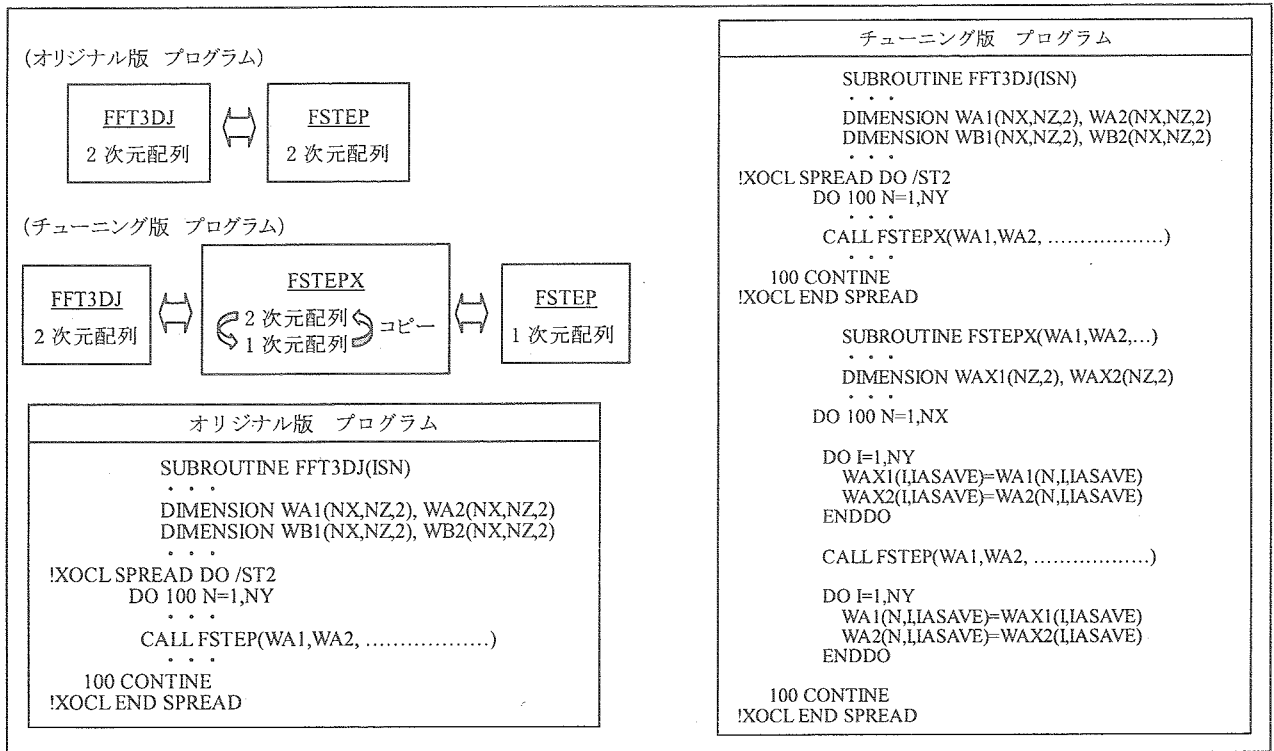 (オリジナル版 プログラム)
FFT3DJ
2 次元配列
FSTEP
2 次元配列
(チューニング版 プログラム)
FFT3DJ
2 次元配列
FSTEPX
2 次元配列
1 次元配列
コピー
FSTEP
1 次元配列
オリジナル版 プログラム
SUBROUTINE FFT3DJ(ISN)
・・・
DIMENSION WA1(NX,NZ,2), WA2(NX,NZ,2)
DIMENSION WB1(NX,NZ,2), WB2(NX,NZ,2)
・・・
!XOCL SPREAD DO /ST2
DO 100 N=1,NY
・・・
CALL FSTEP(WA1,WA2, ………………)
・・・
100 CONTINE
!XOCL END SPREAD
チューニング版 プログラム
SUBROUTINE FFT3DJ(ISN)
・・・
DIMENSION WA1(NX,NZ,2), WA2(NX,NZ,2)
DIMENSION WB1(NX,NZ,2), WB2(NX,NZ,2)
・・・
!XOCL SPREAD DO /ST2
DO 100 N=1,NY
・・・
CALL FSTEPX(WA1,WA2, ………………)
・・・
100 CONTINE
!XOCL END SPREAD
SUBROUTINE FSTEPX(WA1,WA2,…)
・・・
DIMENSION WAX1(NZ,2), WAX2(NZ,2)
・・・
DO 100 N=1,NX
DO I=1,NY
WAX1(I,IASAVE)=WA1(N,I,IASAVE)
WAX2(I,IASAVE)=WA2(N,I,IASAVE)
ENDDO
CALL FSTEP(WA1,WA2, ………………)
DO I=1,NY
WA1(N,I,IASAVE)=WAX1(I,IASAVE)
WA2(N,I,IASAVE)=WAX2(I,IASAVE)
ENDDO
100 CONTINE
!XOCL END SPREAD